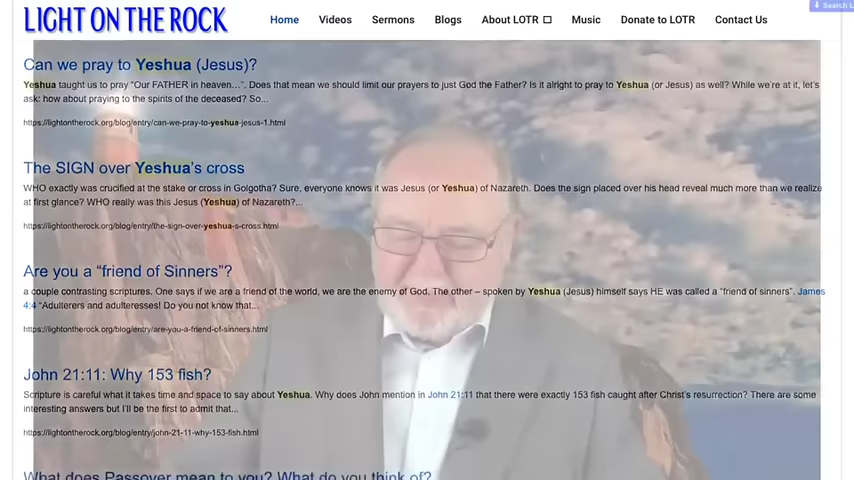 LIGHT ON THE ROCK
Home Videos Sermons Blogs About LOTR Music Donate to LOTR Contact Us
Search
Can we pray to Yeshua (Jesus)?
Yeshua taught us to pray “Our FATHER in heaven…”. Does that mean we should limit our prayers to just God the Father? Is it alright to pray to Yeshua (or Jesus) as well? While we’re at it, let’s
ask: how about praying to the spirits of the deceased? So...
https://lightontherock.org/blog/entry/can-we-pray-to-yeshua-jesus-1.html
The SIGN over Yeshua’s cross
WHO exactly was crucified at the stake or cross in Golgotha? Sure, everyone knows it was Jesus (or Yeshua) of Nazareth. Does the sign placed over his head reveal much more than we realize
at first glance? WHO really was this Jesus (Yeshua) of Nazareth?...
https://lightontherock.org/blog/entry/the-sign-over-yeshua-s-cross.html
Are you a “friend of Sinners”?
a couple contrasting scriptures. One says if we are a friend of the world, we are the enemy of God. The other – spoken by Yeshua (Jesus) himself says HE was called a “friend of sinners”. James
4:4 “Adulterers and adulteresses! Do you not know that...
https://lightontherock.org/blog/entry/are-you-a-friend-of-sinners.html
John 21:11: Why 153 fish?
Scripture is careful what it takes time and space to say about Yeshua. Why does John mention in John 21:11 that there were exactly 153 fish caught after Christ’s resurrection? There are some
interesting answers but I’ll be the first to admit that...
https://lightontherock.org/blog/entry/john-21-11-why-153-fish.html
What does Passover mean to you? What do you think of?